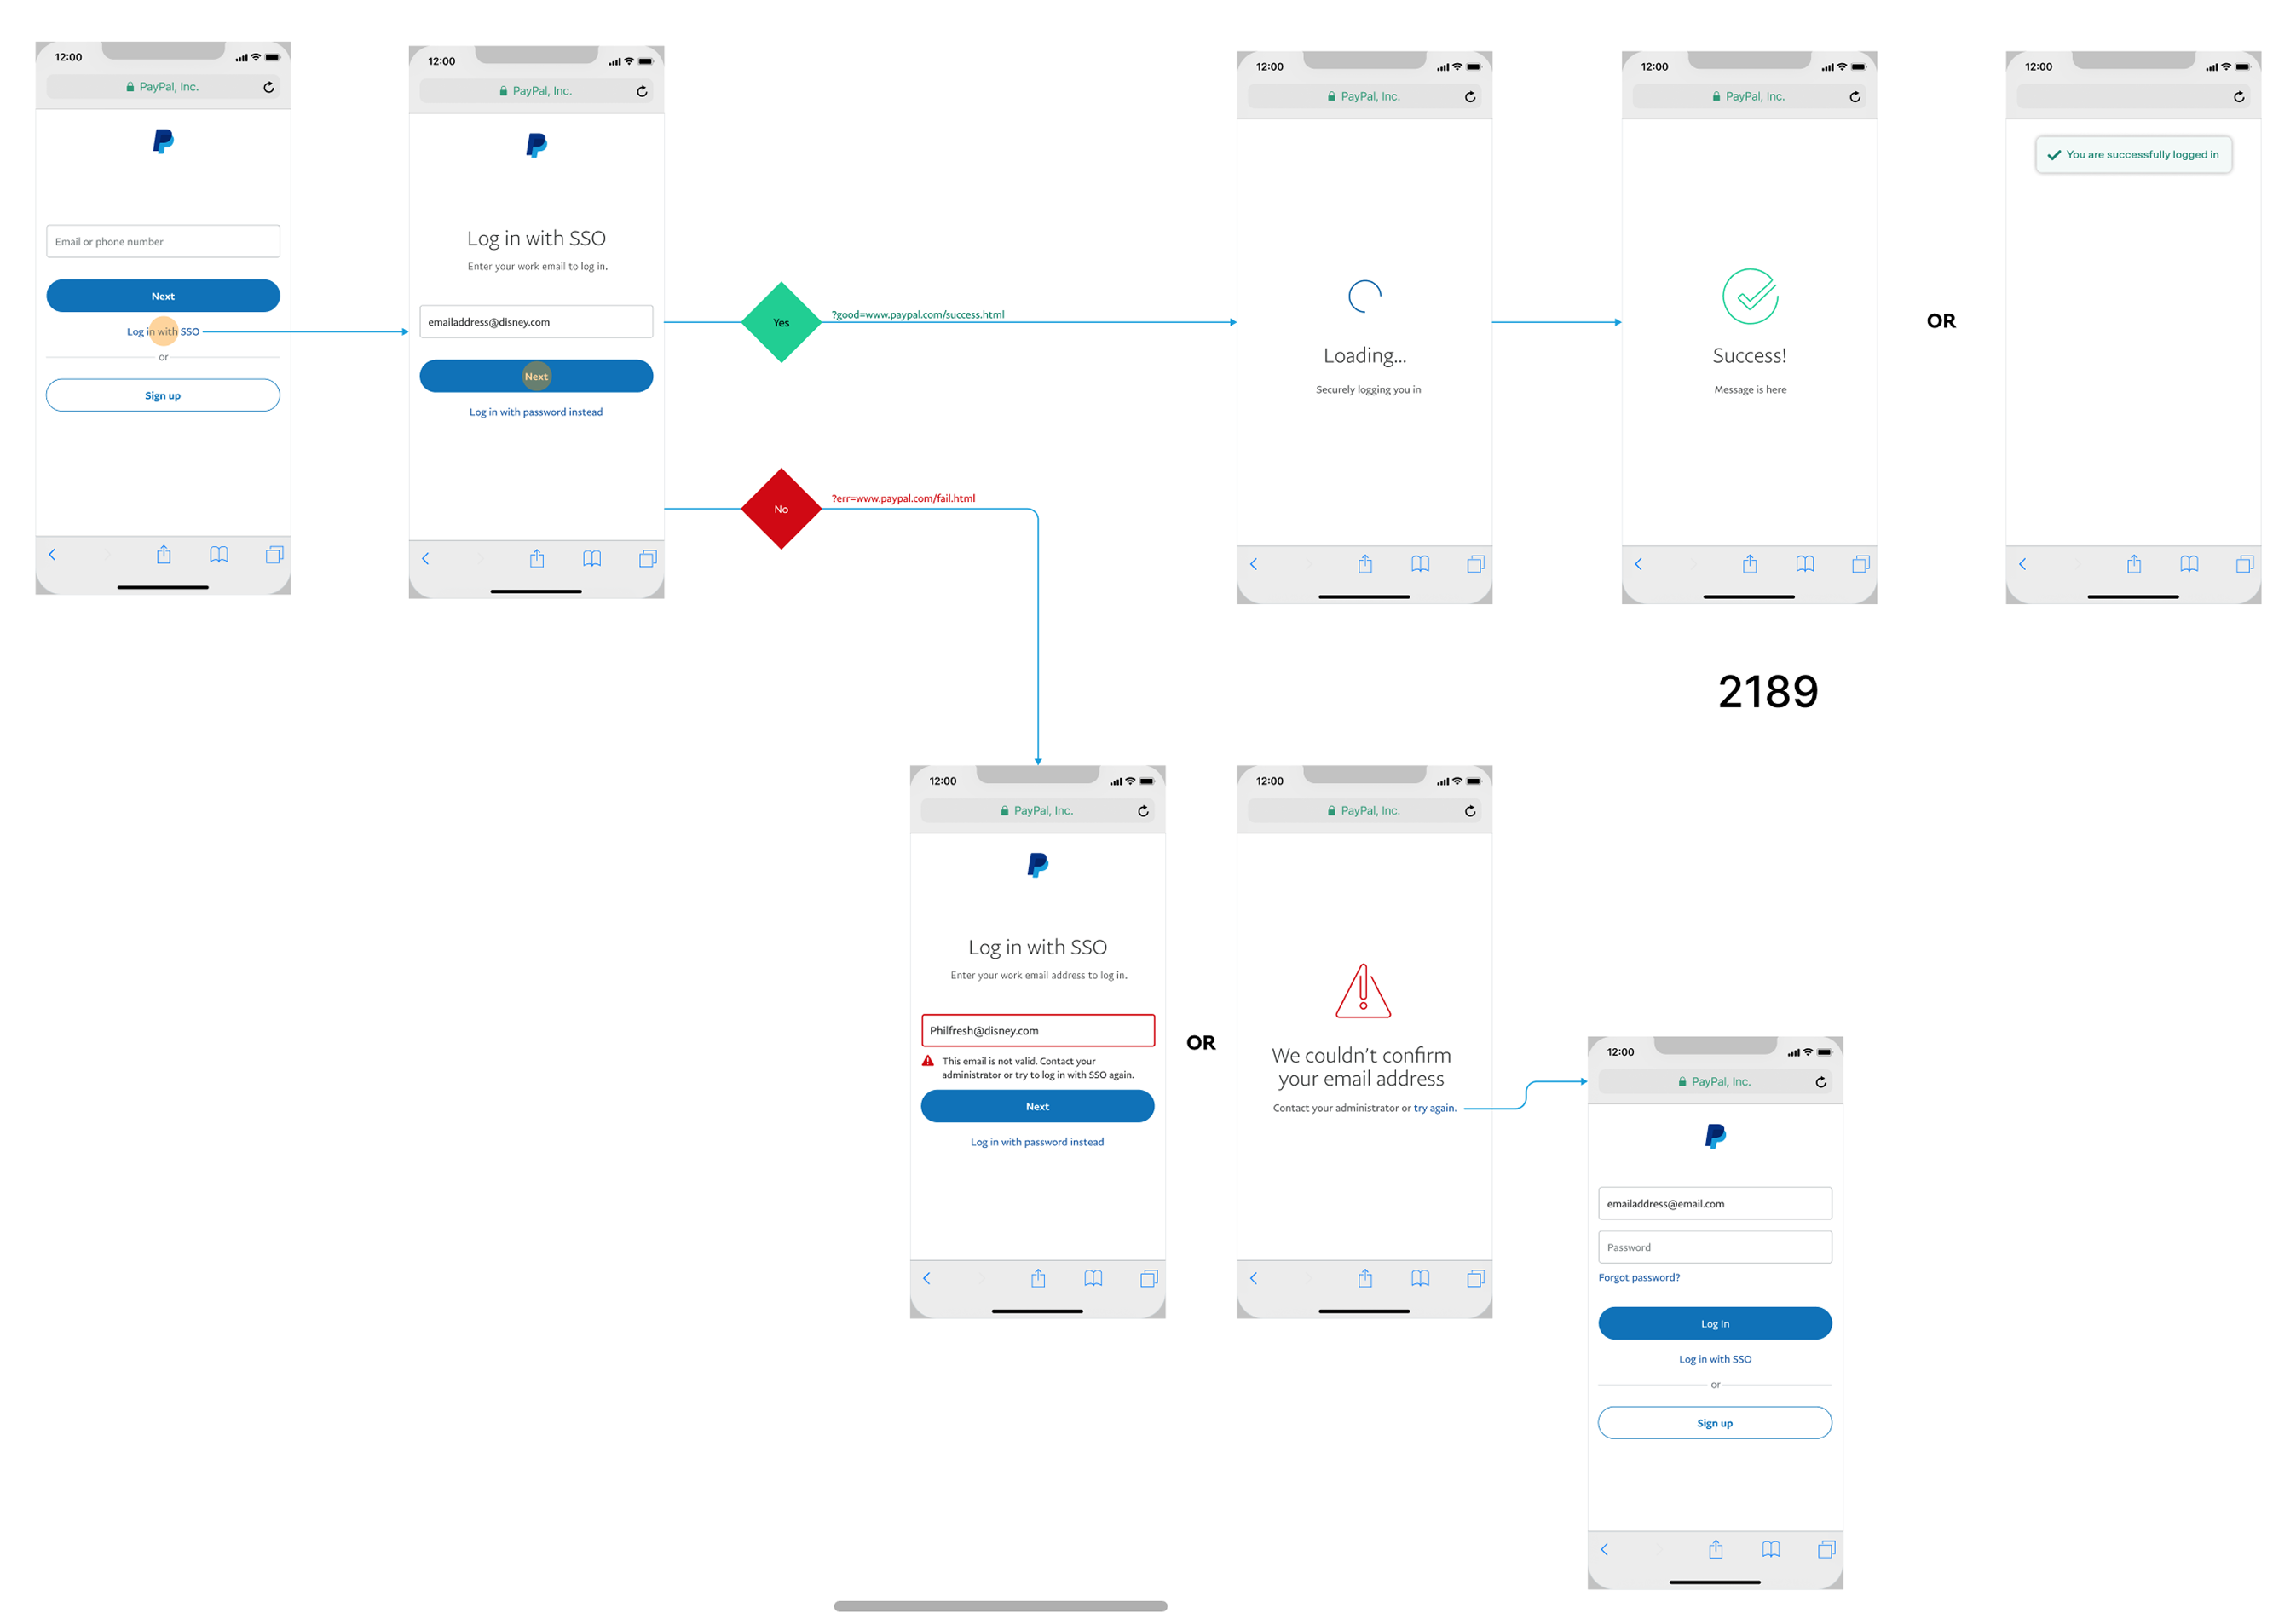 12:00
PayPal, Inc.
Email or phone number
Next
Log in with SSO
or
Sign up
12:00
PayPal, Inc.
Log in with SSO
Enter your work email to log in.
emailaddress@disney.com
Next
Log in with password instead
Yes
?good=www.paypal.com/success.html
No
?err=www.paypal.com/fail.html
12:00
PayPal, Inc.
Loading...
Securely logging you in
12:00
PayPal, Inc.
Success!
Message is here
OR
12:00
You are successfully logged in
2189
12:00
PayPal, Inc.
Log in with SSO
Enter your work email address to log in.
Philfresh@disney.com
This email is not valid. Contact your
administrator or try to log in with SSO again.
Next
Log in with password instead
OR
12:00
PayPal, Inc.
We couldn't confirm
your email address
Contact your administrator or try again.
12:00
PayPal, Inc.
emailaddress@email.com
Password
Forgot password?
Log In
Log in with SSO
or
Sign up